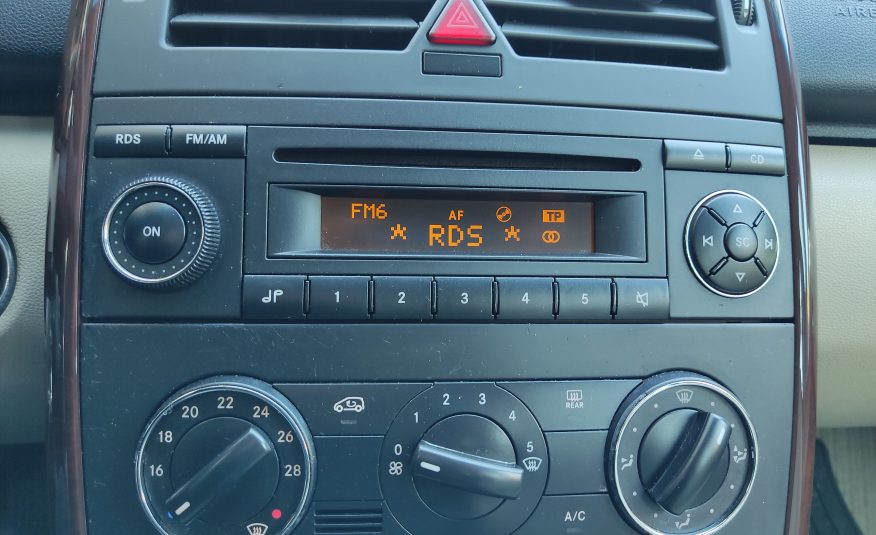 AIRB
RDS FM/AM
CD
FM6 AF TP
RDS
ON
SC
1 2 3 4 5
16 18 20 22 24 26 28
0 1 2 3 4 5
REAR
A/C